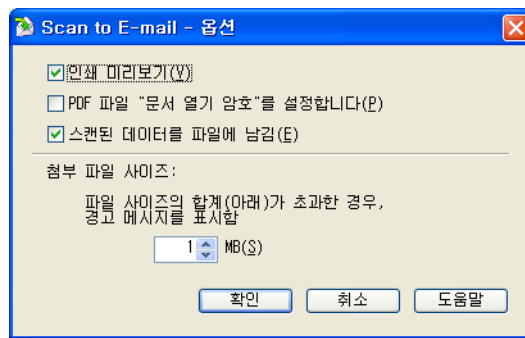 Scan to E-mail - 옵션
인쇄 미리보기(V)
PDF 파일 "문서 열기 암호"를 설정합니다(P)
스캔된 데이터를 파일에 남김(E)
첨부 파일 사이즈:
파일 사이즈의 합계(아래)가 초과한 경우,
경고 메시지를 표시함
1 MB(S)
확인 취소 도움말